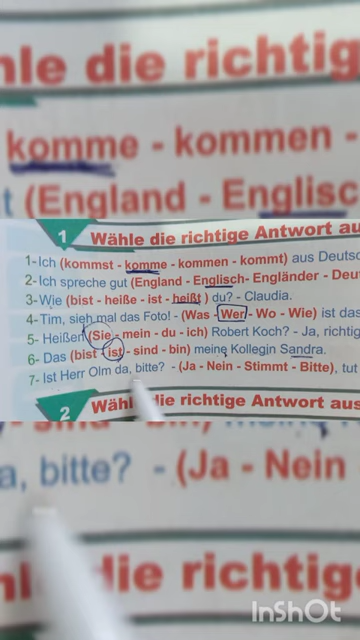 le die richtig
komme - kommen -
t (England - Englisc
1 Wähle die richtige Antwort au
1-Ich (kommst - komme - kommen - kommt) aus Deutsc
2-Ich spreche gut (England - Englisch- Engländer - Deu
3-Wie (bist - heiße - ist - heißt ) du? - Claudia.
4-Tim, sieh mal das Foto! - (Was - Wer - Wo - Wie) ist das
5- Heißen (Sie - mein - du - ich) Robert Koch? - Ja, richtig
6- Das (bist - ist - sind - bin) meine Kollegin Sandra.
7- Ist Herr Olm da, bitte? - (Ja - Nein - Stimmt - Bitte), tut
2 Wähl die richtige Antwort aus
a, bitte? - (Ja - Nein
die richtig
InShOt